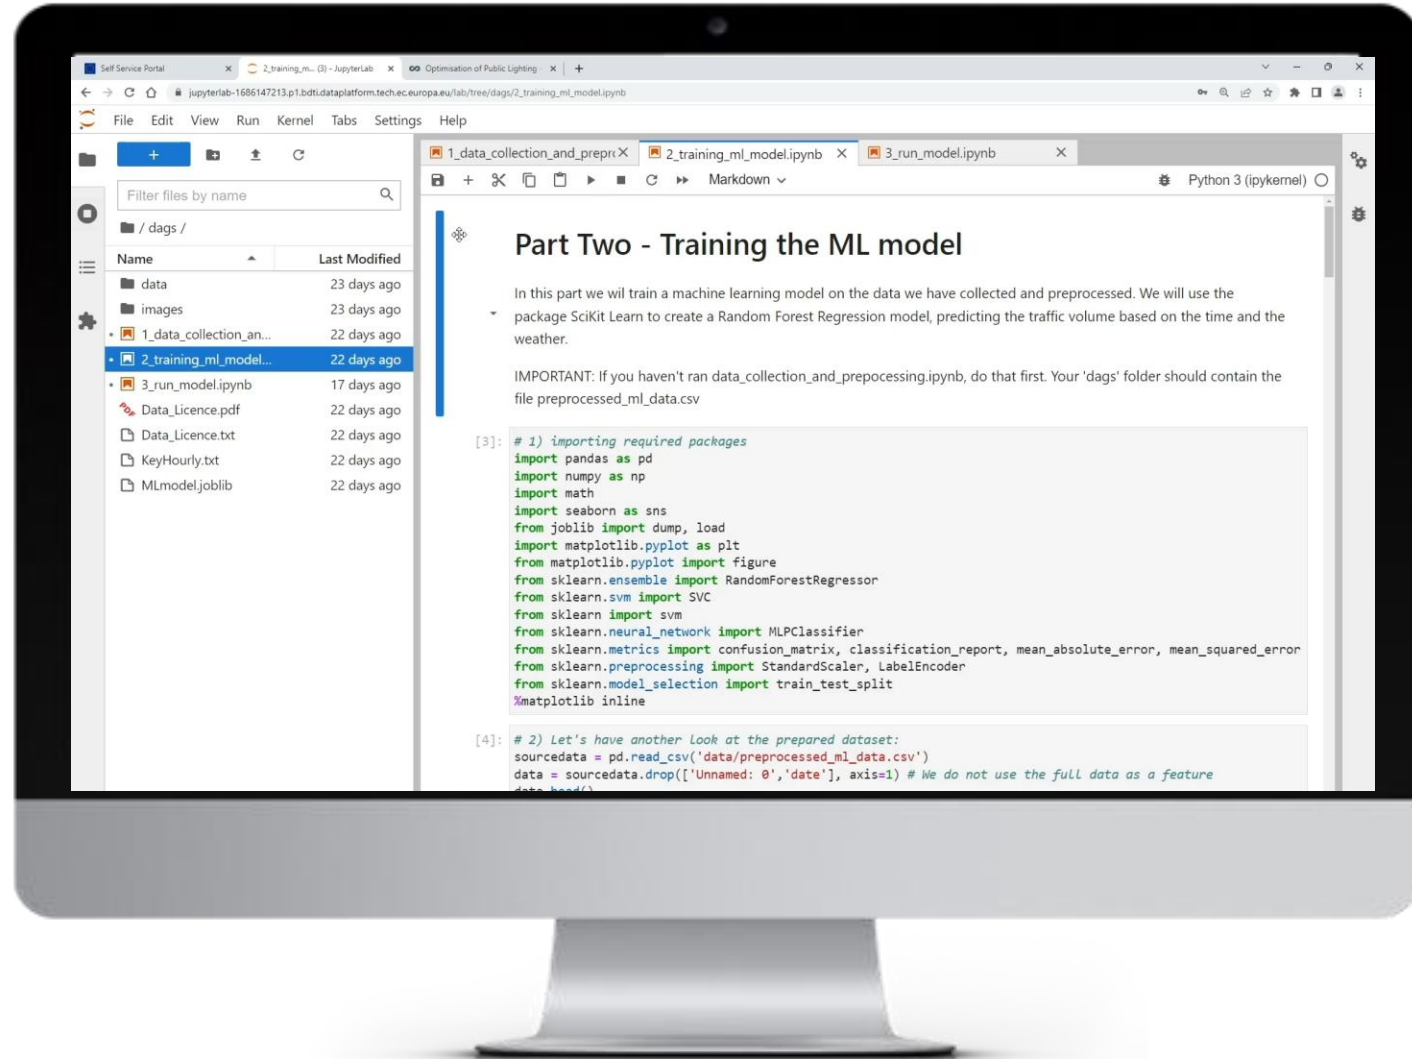 Self Service Portal
2_training_m... (3) - JupyterLab
Optimisation of Public Lighting
jupyterlab-1686147213.p1.bdti.dataplatform.tech.ec.europa.eu/lab/tree/dags/2_training_ml_model.ipynb
File Edit View Run Kernel Tabs Settings Help
Filter files by name
/ dags /
Name Last Modified
data 23 days ago
images 23 days ago
1_data_collection_an... 22 days ago
2_training_ml_model... 22 days ago
3_run_model.ipynb 17 days ago
Data_Licence.pdf 22 days ago
Data_Licence.txt 22 days ago
KeyHourly.txt 22 days ago
MLmodel.joblib 22 days ago
1_data_collection_and_prepro 2_training_ml_model.ipynb 3_run_model.ipynb
Markdown Python 3 (ipykernel)
Part Two - Training the ML model
In this part we wil train a machine learning model on the data we have collected and preprocessed. We will use the
package SciKit Learn to create a Random Forest Regression model, predicting the traffic volume based on the time and the
weather.
IMPORTANT: If you haven't ran data_collection_and_prepocessing.ipynb, do that first. Your 'dags' folder should contain the
file preprocessed_ml_data.csv
[3]: # 1) importing required packages
import pandas as pd
import numpy as np
import math
import seaborn as sns
from joblib import dump, load
import matplotlib.pyplot as plt
from matplotlib.pyplot import figure
from sklearn.ensemble import RandomForestRegressor
from sklearn.svm import SVC
from sklearn import svm
from sklearn.neural_network import MLPClassifier
from sklearn.metrics import confusion_matrix, classification_report, mean_absolute_error, mean_squared_error
from sklearn.preprocessing import StandardScaler, LabelEncoder
from sklearn.model_selection import train_test_split
%matplotlib inline
[4]: # 2) Let's have another look at the prepared dataset:
sourcedata = pd.read_csv('data/preprocessed_ml_data.csv')
data = sourcedata.drop(['Unnamed: 0','date'], axis=1) # We do not use the full data as a feature
data.head()